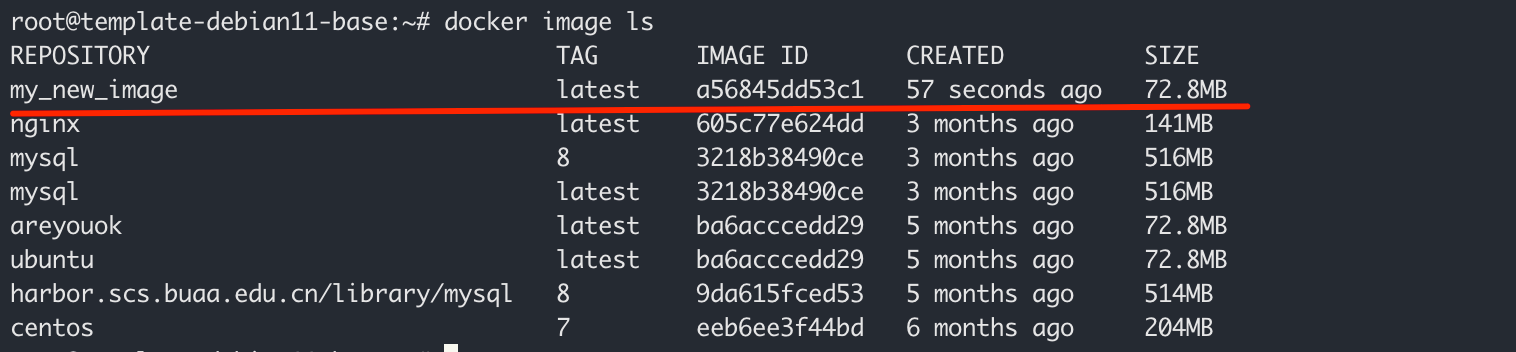 root@template-debian11-base:~# docker image ls
REPOSITORY TAG IMAGE ID CREATED SIZE
my_new_image latest a56845dd53c1 57 seconds ago 72.8MB
nginx latest 605c77e624dd 3 months ago 141MB
mysql 8 3218b38490ce 3 months ago 516MB
mysql latest 3218b38490ce 3 months ago 516MB
areyouok latest ba6acccedd29 5 months ago 72.8MB
ubuntu latest ba6acccedd29 5 months ago 72.8MB
harbor.scs.buaa.edu.cn/library/mysql 8 9da615fced53 5 months ago 514MB
centos 7 eeb6ee3f44bd 6 months ago 204MB